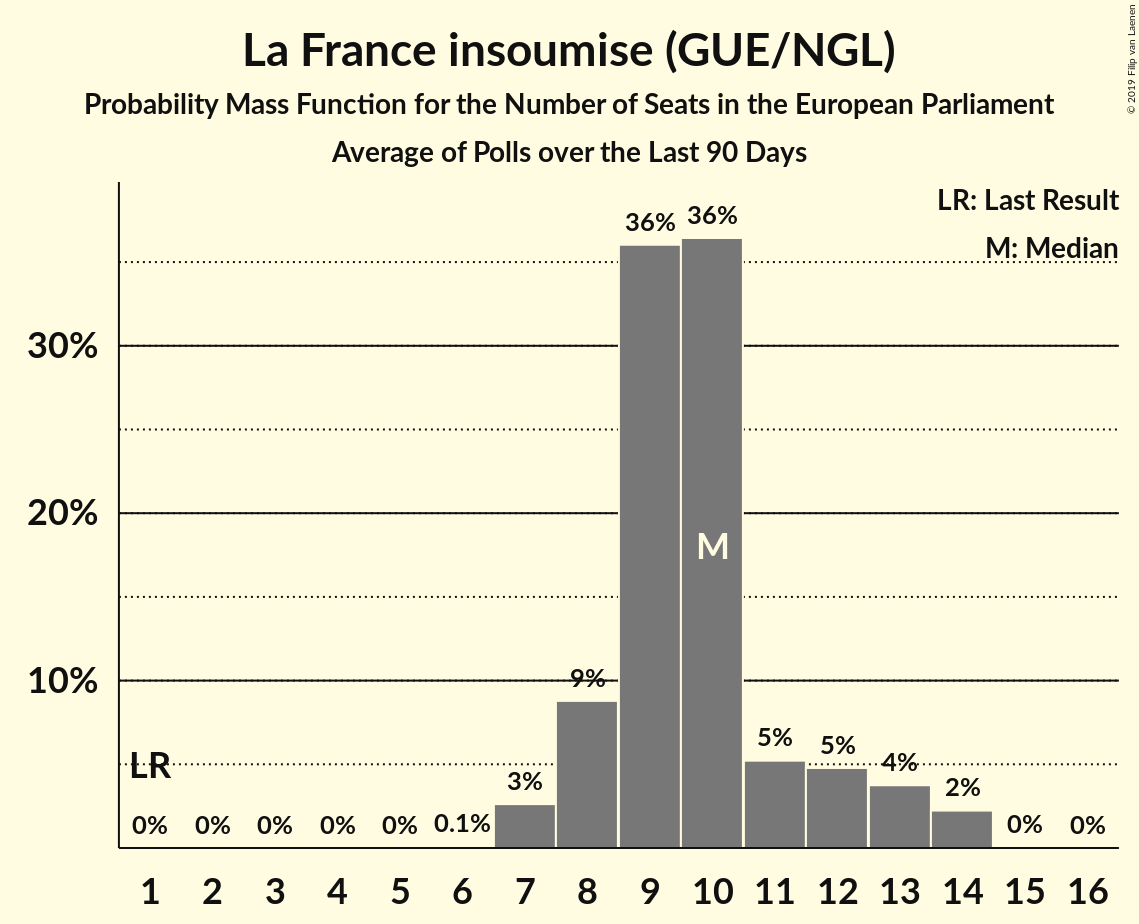 La France insoumise (GUE/NGL)
Probability Mass Function for the Number of Seats in the European Parliament
Average of Polls over the Last 90 Days
© 2019 Filip van Laenen
LR: Last Result
M: Median
36% 36%
30%
20%
M
10%
9%
5% 5% 4%
LR
3% 2%
0% 0% 0% 0% 0% 0.1% 0% 0%
1 2 3 4 5 6 7 8 9 10 11 12 13 14 15 16